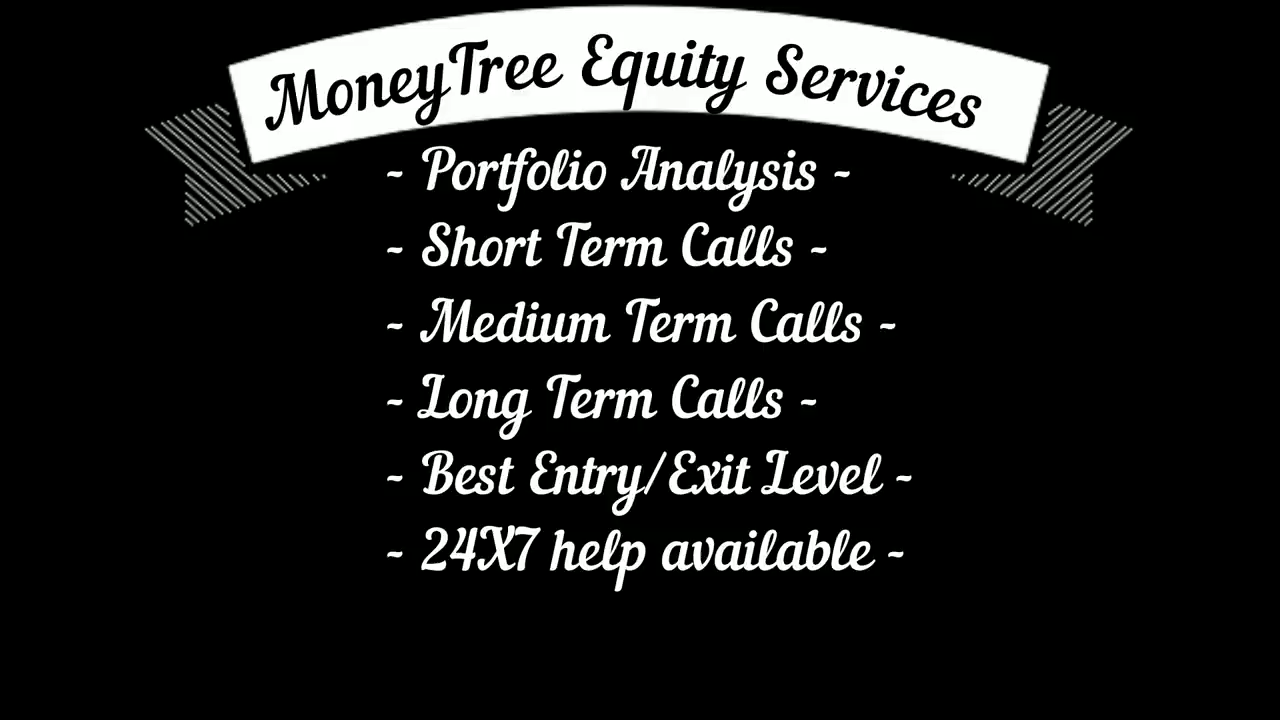 MoneyTree Equity Services
- Portfolio Analysis -
- Short Term Calls -
- Medium Term Calls -
- Long Term Calls -
- Best Entry/Exit Level -
- 24X7 help available -